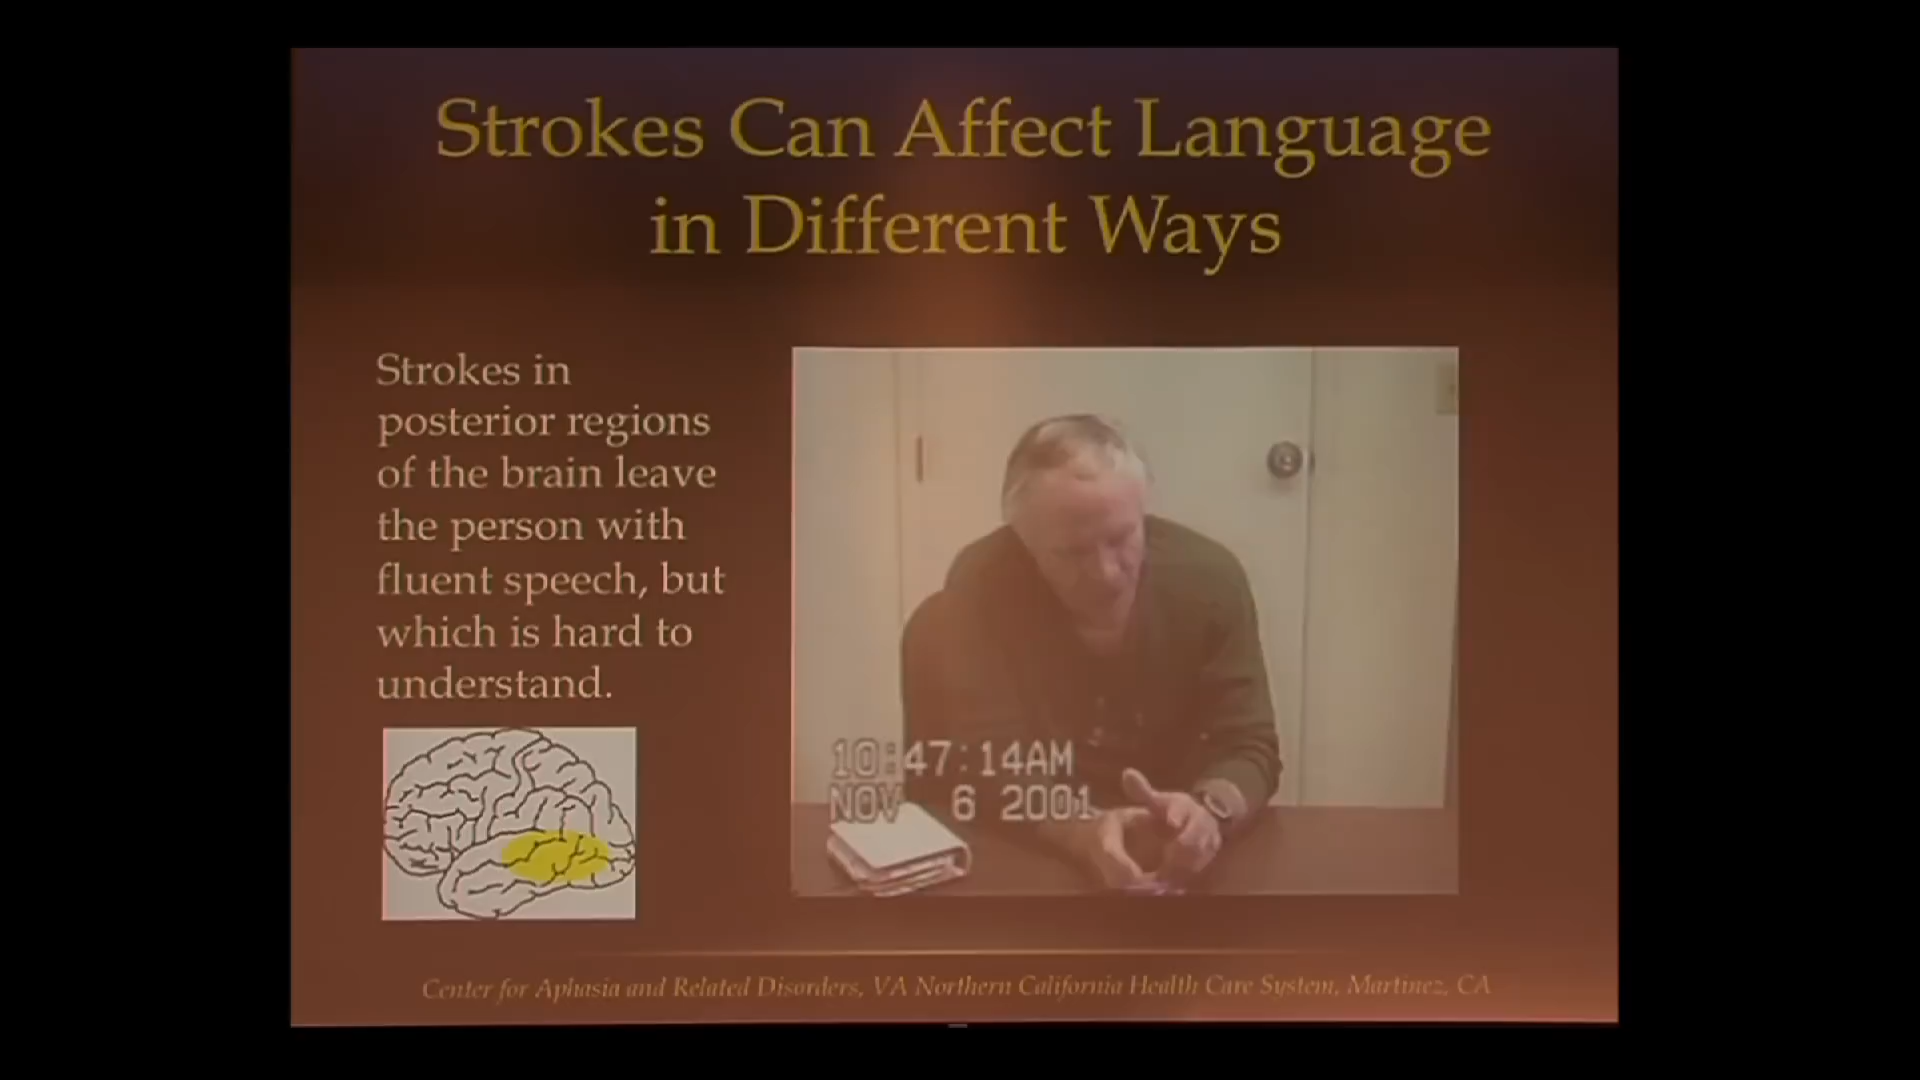 Strokes Can Affect Language
in Different Ways
Strokes in
posterior regions
of the brain leave
the person with
fluent speech, but
which is hard to
understand.
10:47:14AM
NOV 6 2001
Center for Aphasia and Related Disorders, VA Northern California Health Care System, Martinez, CA